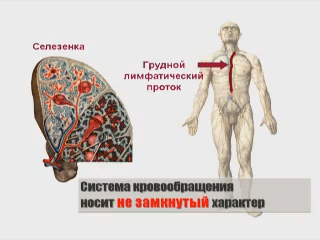 Селезенка
Грудной
лимфатический
проток
Система кровообращения
носит не замкнутый характер